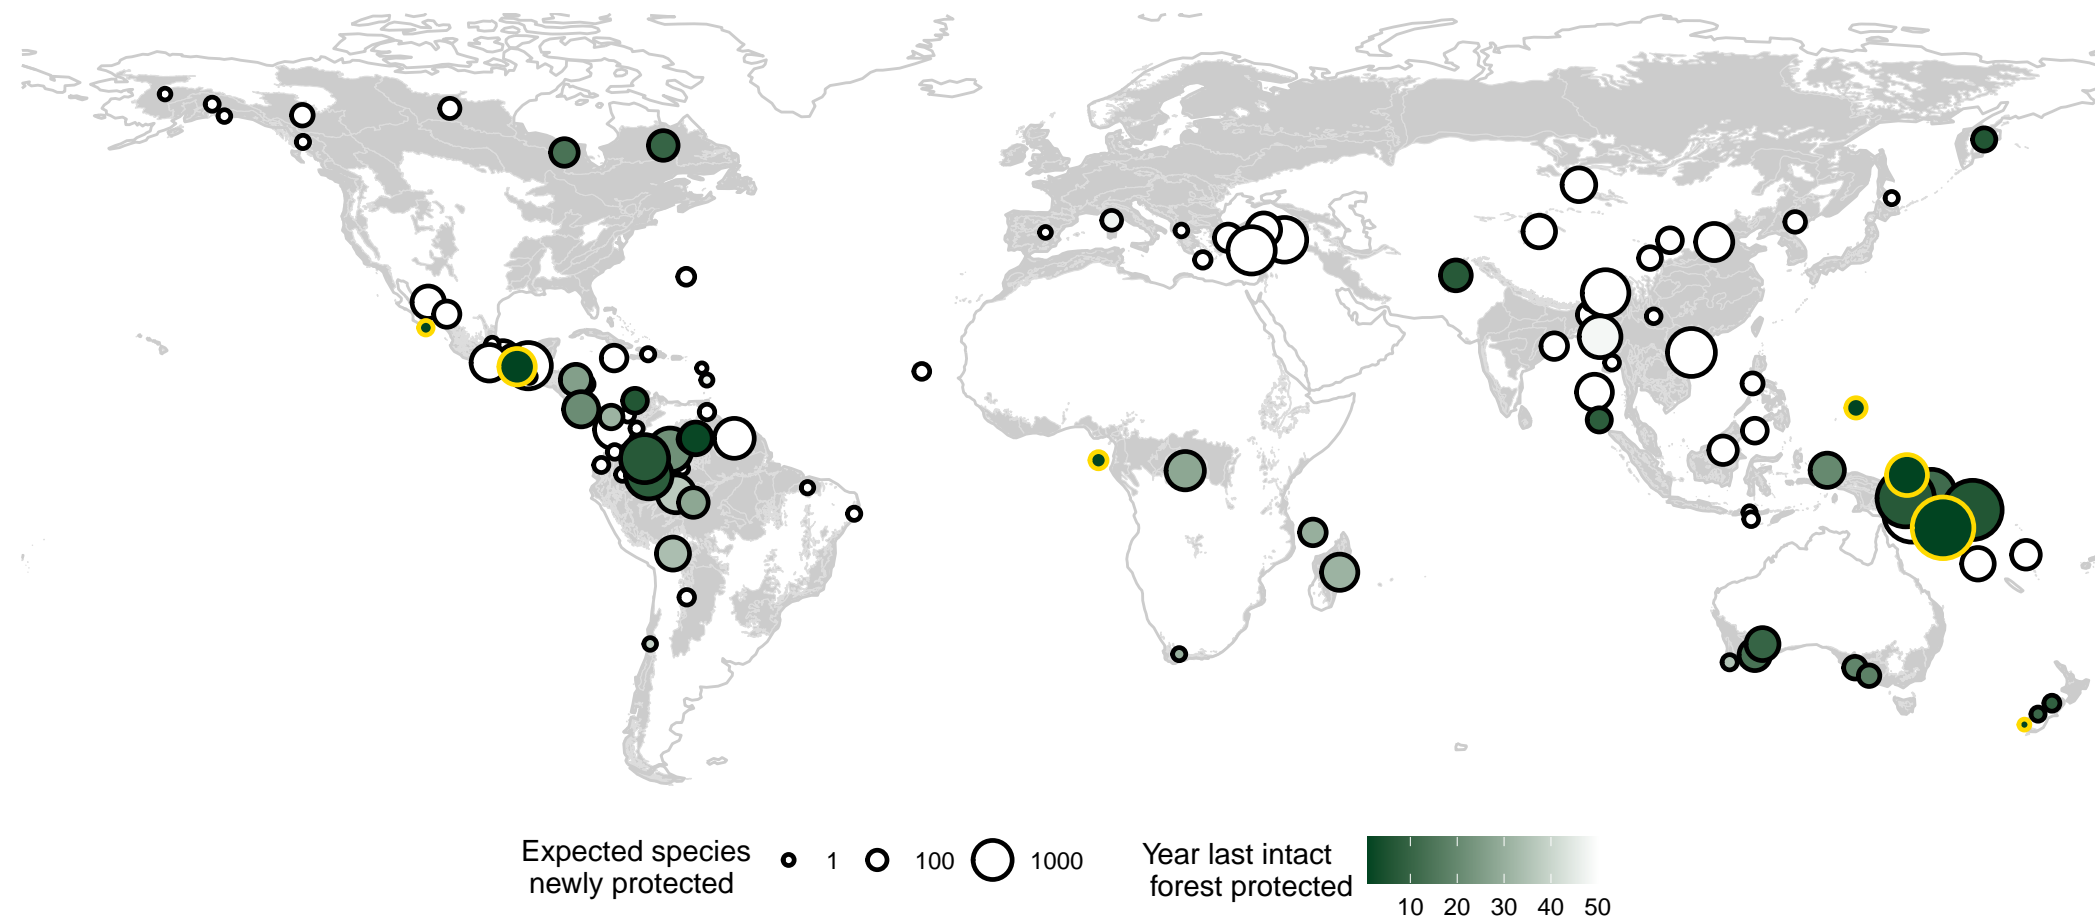 Expected species
newly protected
1
100
1000
Year last intact
forest protected
10 20 30 40 50